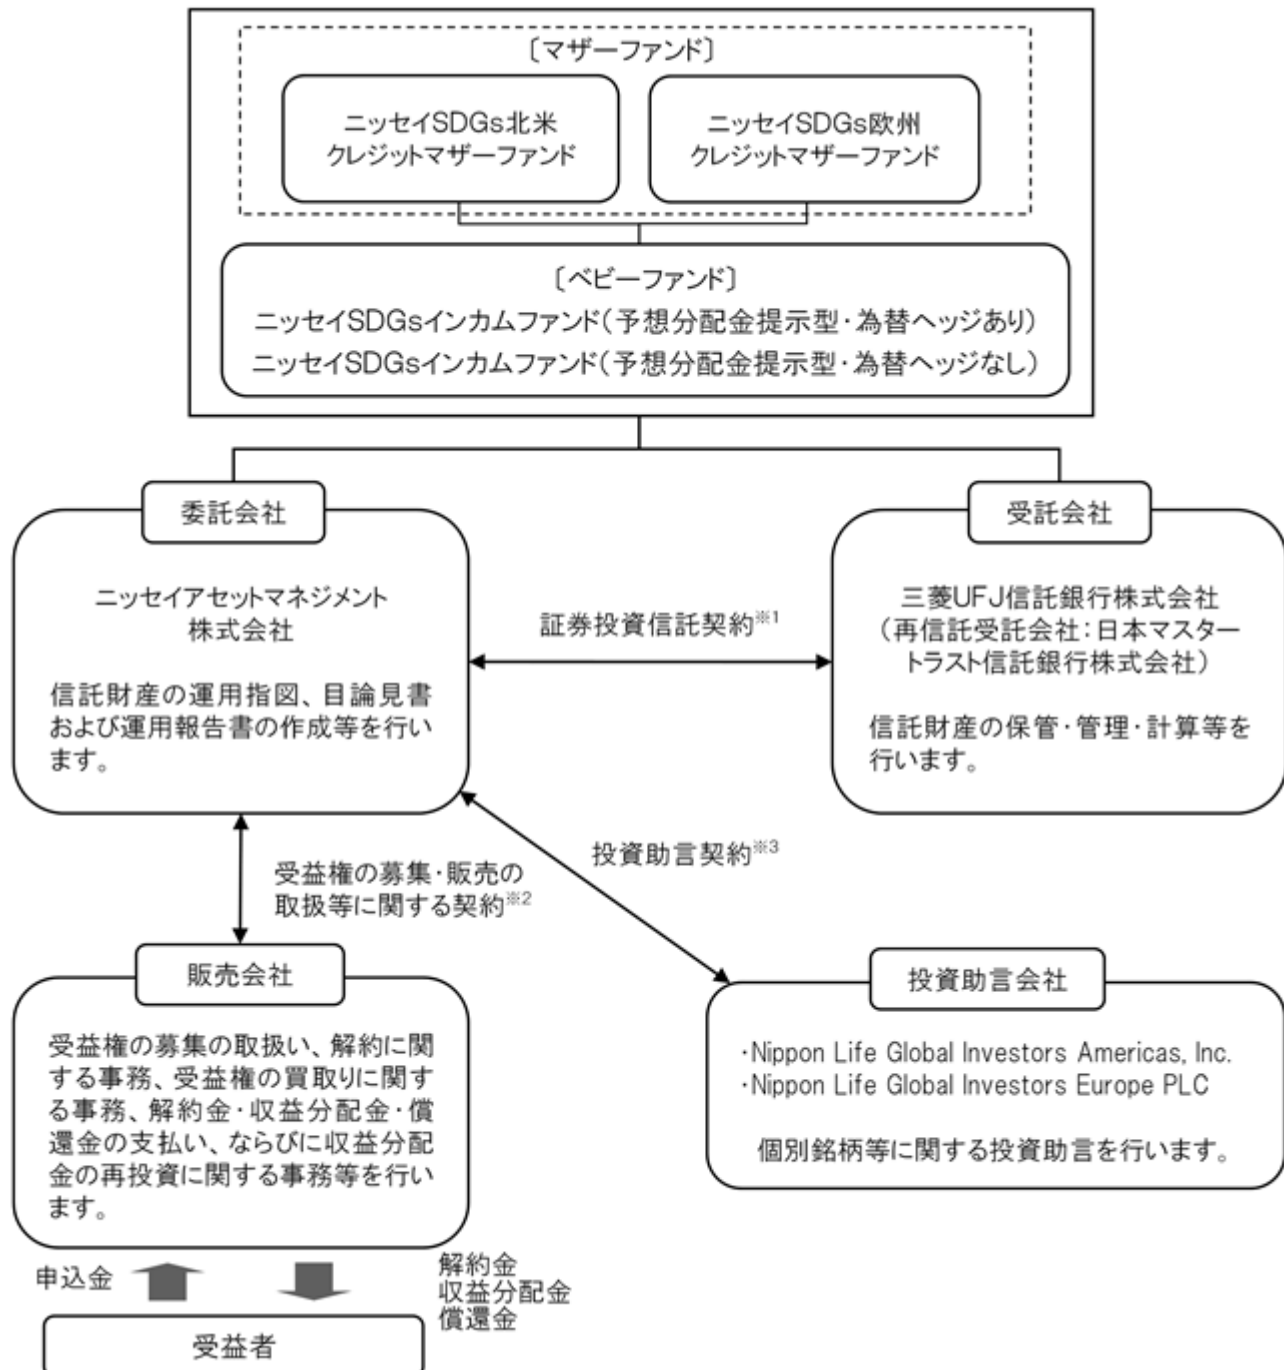 〔マザーファンド〕
ニッセイSDGs北米
クレジットマザーファンド
ニッセイSDGs欧州
クレジットマザーファンド
〔ベビーファンド〕
ニッセイSDGsインカムファンド(予想分配金提示型・為替ヘッジあり)
ニッセイSDGsインカムファンド(予想分配金提示型・為替ヘッジなし)
委託会社
ニッセイアセットマネジメント
株式会社
信託財産の運用指図、目論見書
および運用報告書の作成等を行い
ます。
証券投資信託契約※1
受託会社
三菱UFJ信託銀行株式会社
(再信託受託会社:日本マスター
トラスト信託銀行株式会社)
信託財産の保管・管理・計算等を
行います。
受益権の募集・販売の
取扱等に関する契約※2
投資助言契約※3
販売会社
受益権の募集の取扱い、解約に関
する事務、受益権の買取りに関す
る事務、解約金・収益分配金・償
還金の支払い、ならびに収益分配
金の再投資に関する事務等を行い
ます。
投資助言会社
・Nippon Life Global Investors Americas, Inc.
・Nippon Life Global Investors Europe PLC
個別銘柄等に関する投資助言を行います。
申込金
解約金
収益分配金
償還金
受益者